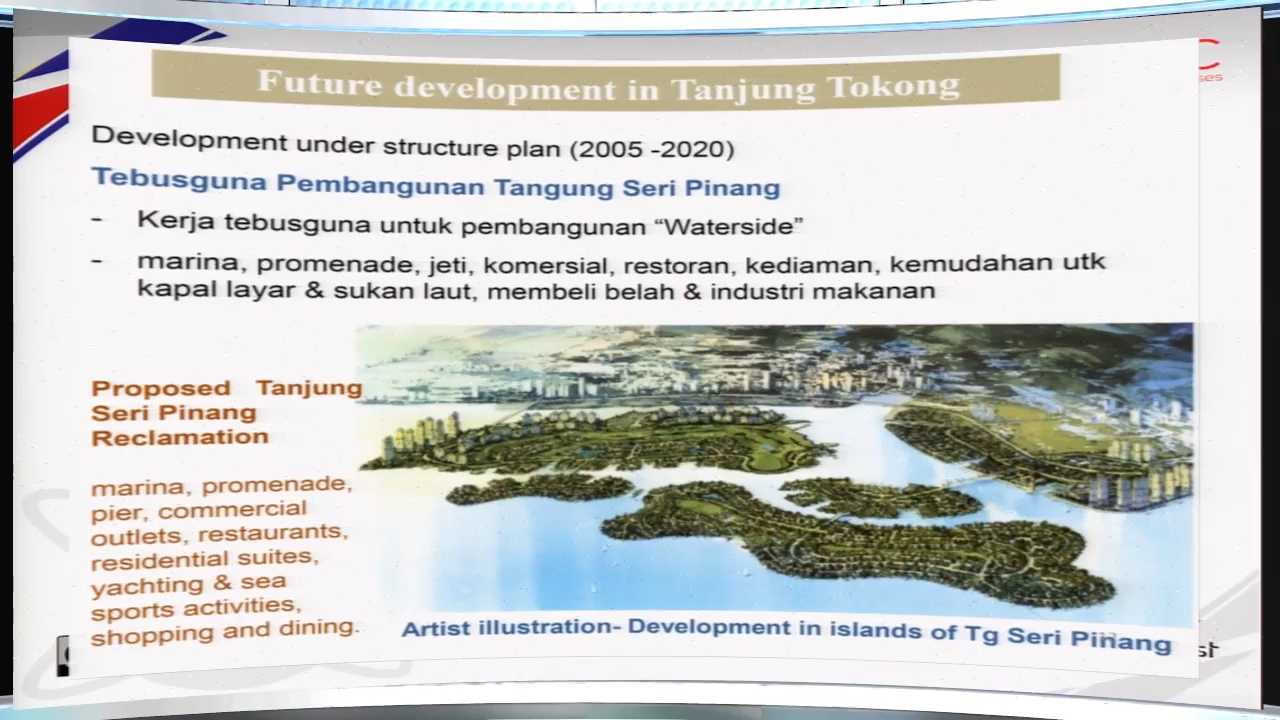 Future development in Tanjung Tokong
Development under structure plan (2005 -2020)
Tebusguna Pembangunan Tangung Seri Pinang
- Kerja tebusguna untuk pembangunan “Waterside”
- marina, promenade, jeti, komersial, restoran, kediaman, kemudahan utk
kapal layar & sukan laut, membeli belah & industri makanan
Proposed Tanjung
Seri Pinang
Reclamation
marina, promenade,
pier, commercial
outlets, restaurants,
residential suites,
yachting & sea
sports activities,
shopping and dining.
Artist illustration- Development in islands of Tg Seri Pinang